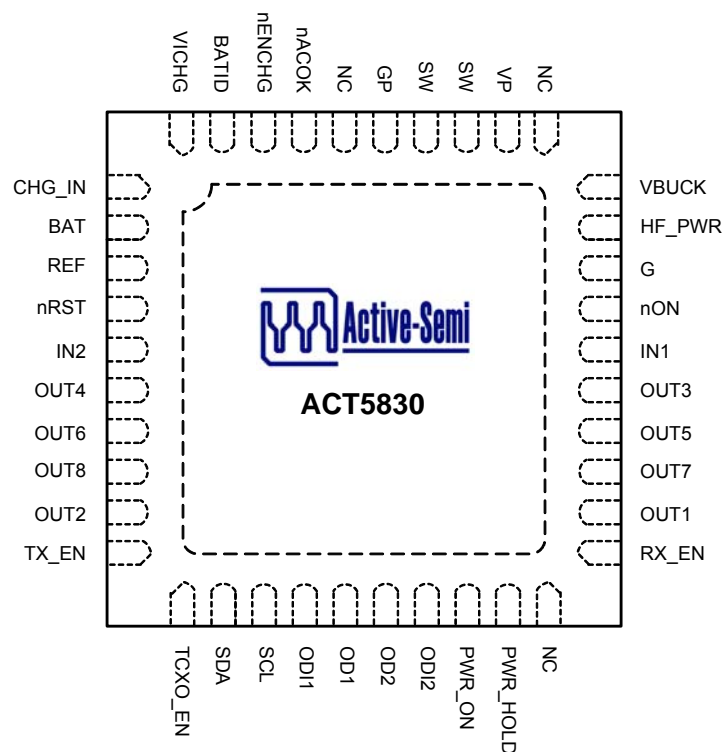 VICHG
BATID
nENCHG
nACOK
NC
GP
SW
SW
VP
NC
CHG_IN
BAT
REF
nRST
IN2
OUT4
OUT6
OUT8
OUT2
TX_EN
VBUCK
HF_PWR
G
nON
IN1
OUT3
OUT5
OUT7
OUT1
RX_EN
Active-Semi
ACT5830
TCXO_EN
SDA
SCL
ODI1
OD1
OD2
ODI2
PWR_ON
PWR_HOLD
NC